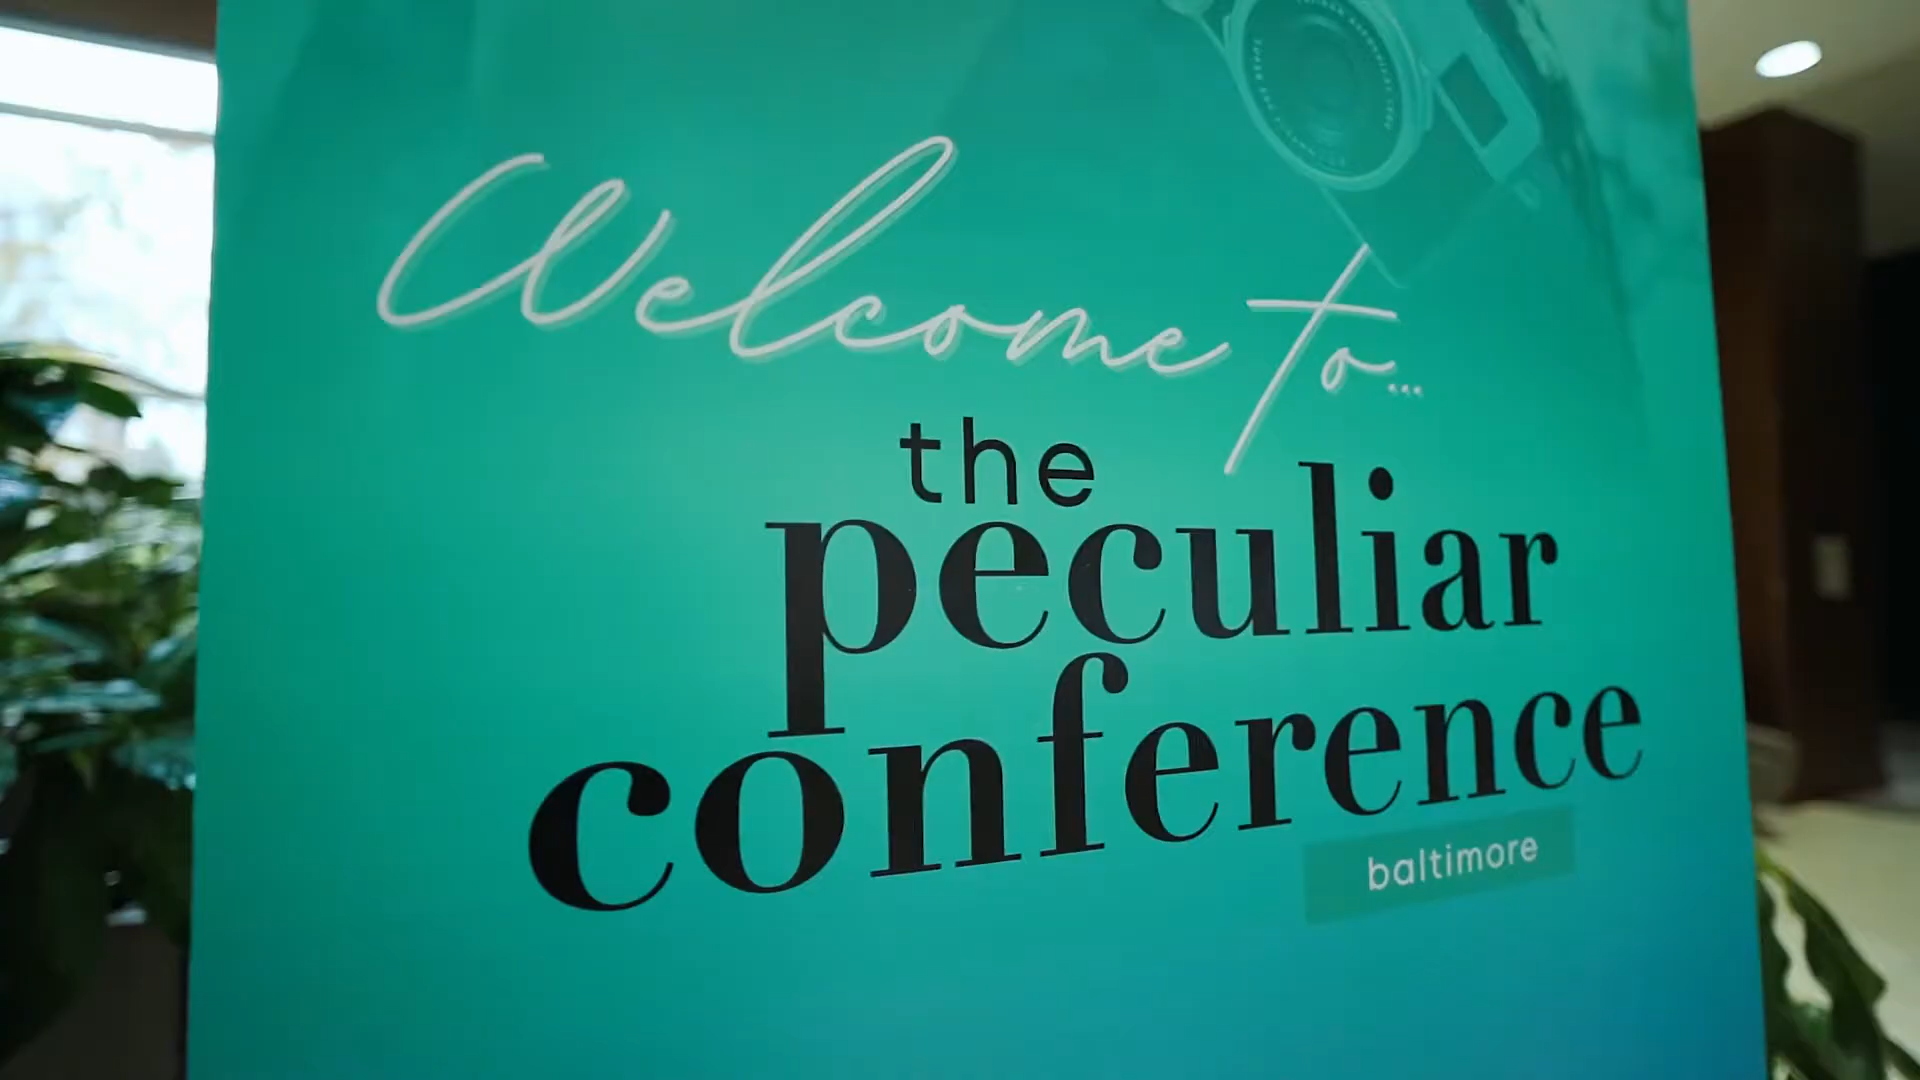 Welcome to...
the
peculiar
conference
baltimore